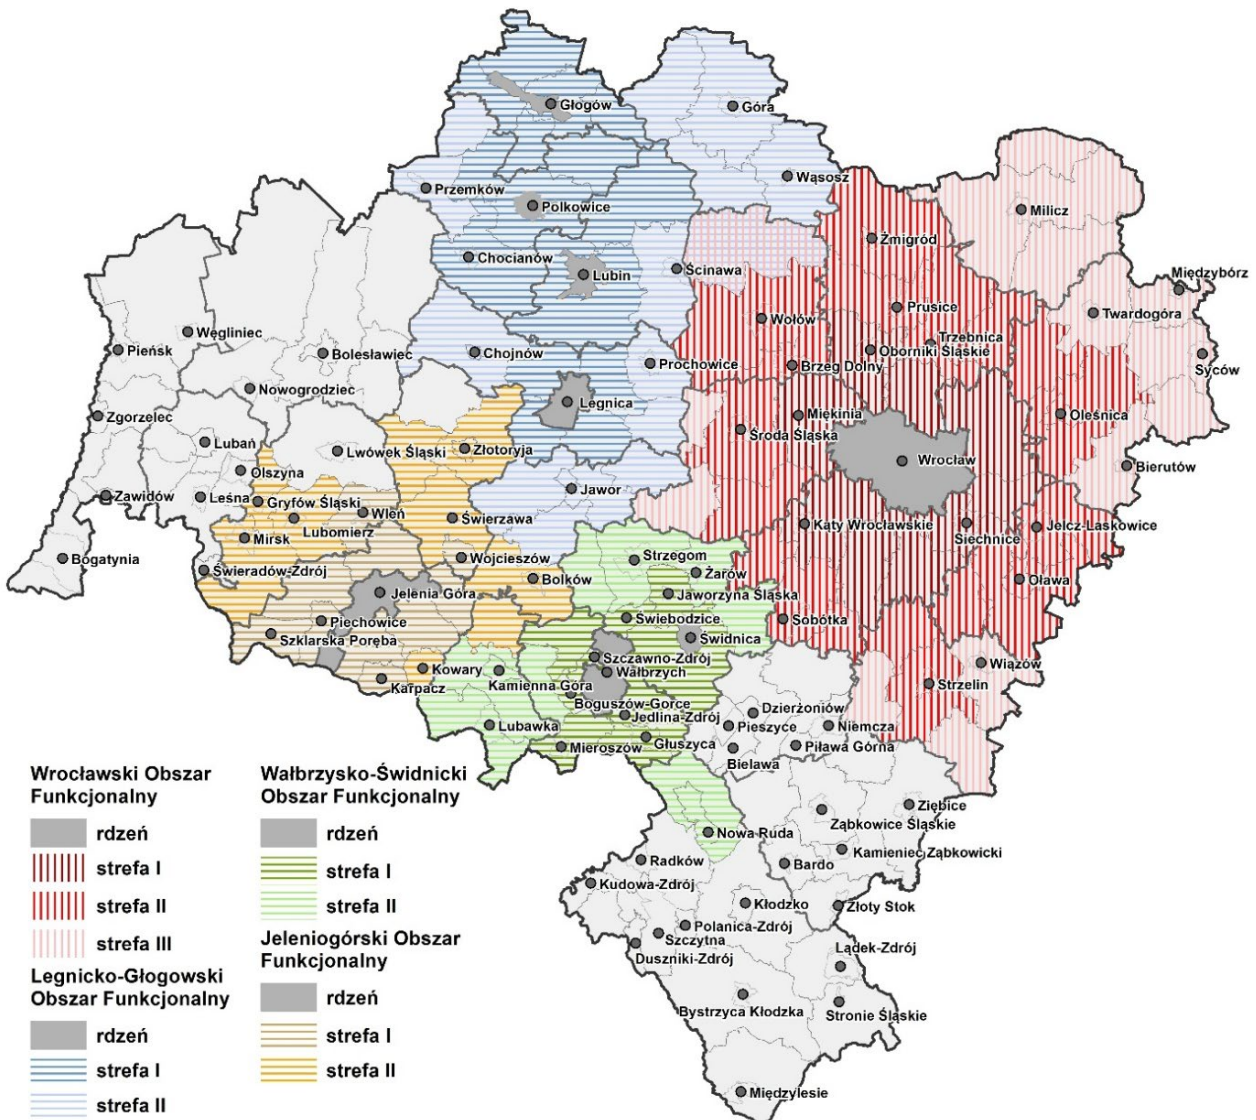 Głogów
Góra
Przemków
Wąsosz
Polkowice
Milicz
Żmigród
Chocianów
Lubin
Ścinawa
Międzybórz
Prusice
Twardogóra
Wołów
Węgliniec
Trzebnica
Pieńsk
Bolesławiec
Chojnów
Oborniki Śląskie
Syców
Prochowice
Brzeg Dolny
Nowogrodziec
Legnica
Zgorzelec
Miękinia
Oleśnica
Środa Śląska
Lubań
Lwówek Śląski
Złotoryja
Wrocław
Bierutów
Olszyna
Jawor
Zawidów
Leśna
Gryfów Śląski
Wleń
Lubomierz
Świerzawa
Kąty Wrocławskie
Siechnice
Jelcz-Laskowice
Mirsk
Bogatynia
Wojcieszów
Strzegom
Świeradów-Zdrój
Bolków
Żarów
Oława
Jelenia Góra
Jaworzyna Śląska
Piechowice
Świebodzice
Sobótka
Szklarska Poręba
Świdnica
Szczawno-Zdrój
Wiązów
Kowary
Wałbrzych
Karpacz
Kamienna Góra
Strzelin
Boguszów-Gorce
Jedlina-Zdrój
Dzierżoniów
Lubawka
Pieszyce
Niemcza
Głuszyca
Mieroszów
Piława Górna
Bielawa
Ziębice
Ząbkowice Śląskie
Nowa Ruda
Kamieniec Ząbkowicki
Radków
Bardo
Kudowa-Zdrój
Kłodzko
Złoty Stok
Polanica-Zdrój
Szczytna
Duszniki-Zdrój
Lądek-Zdrój
Bystrzyca Kłodzka
Stronie Śląskie
Międzylesie
Wrocławski Obszar
Funkcjonalny
rdzeń
strefa I
strefa II
strefa III
Legnicko-Głogowski
Obszar Funkcjonalny
rdzeń
strefa I
strefa II
Wałbrzysko-Świdnicki
Obszar Funkcjonalny
rdzeń
strefa I
strefa II
Jeleniogórski Obszar
Funkcjonalny
rdzeń
strefa I
strefa II